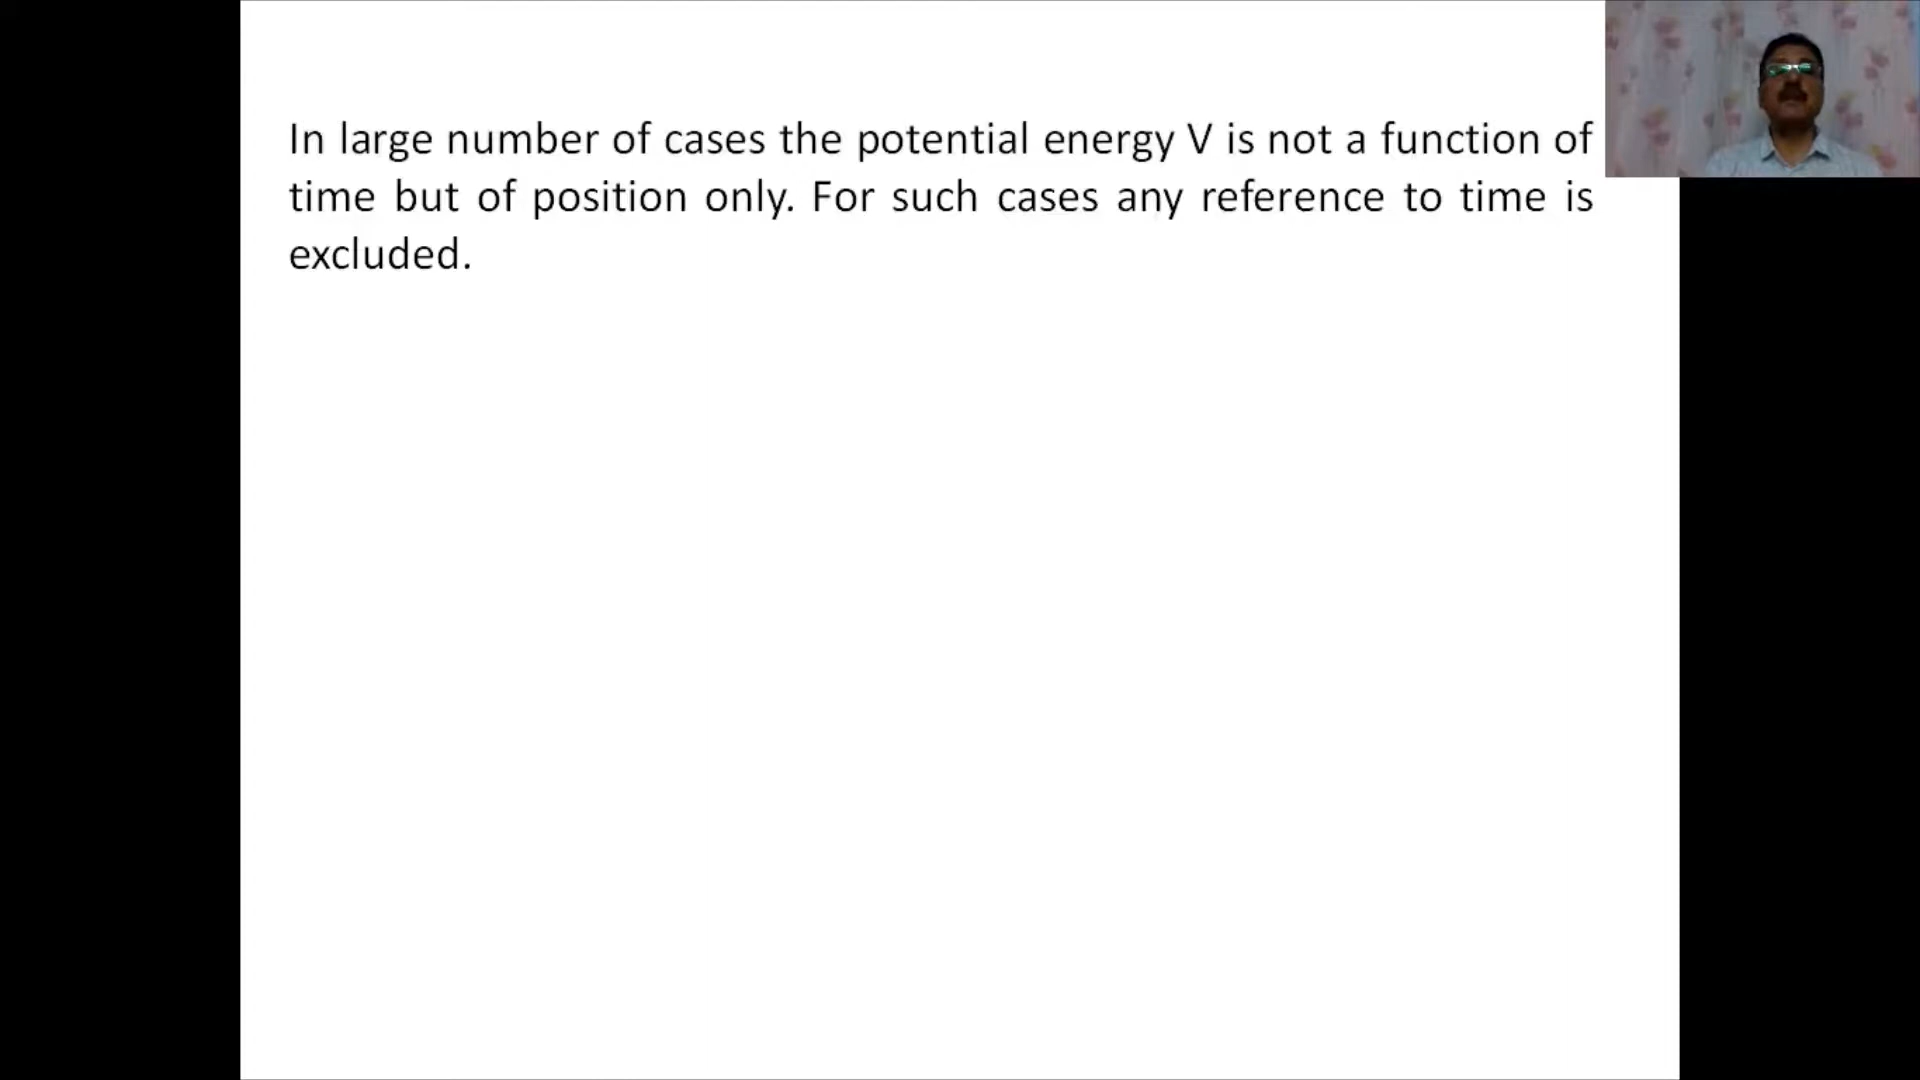 In large number of cases the potential energy V is not a function of
time but of position only. For such cases any reference to time is
excluded.